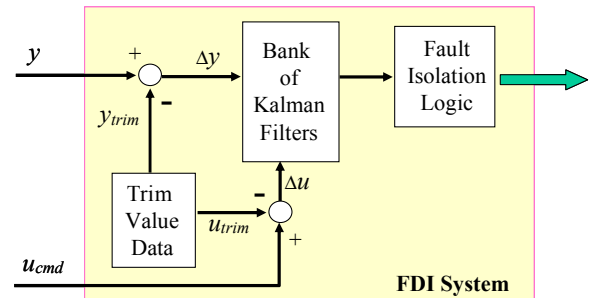 y
+
Δy
-
y_trim
Bank
of
Kalman
Filters
Fault
Isolation
Logic
Trim
Value
Data
-
Δu
u_trim
+
u_cmd
FDI System